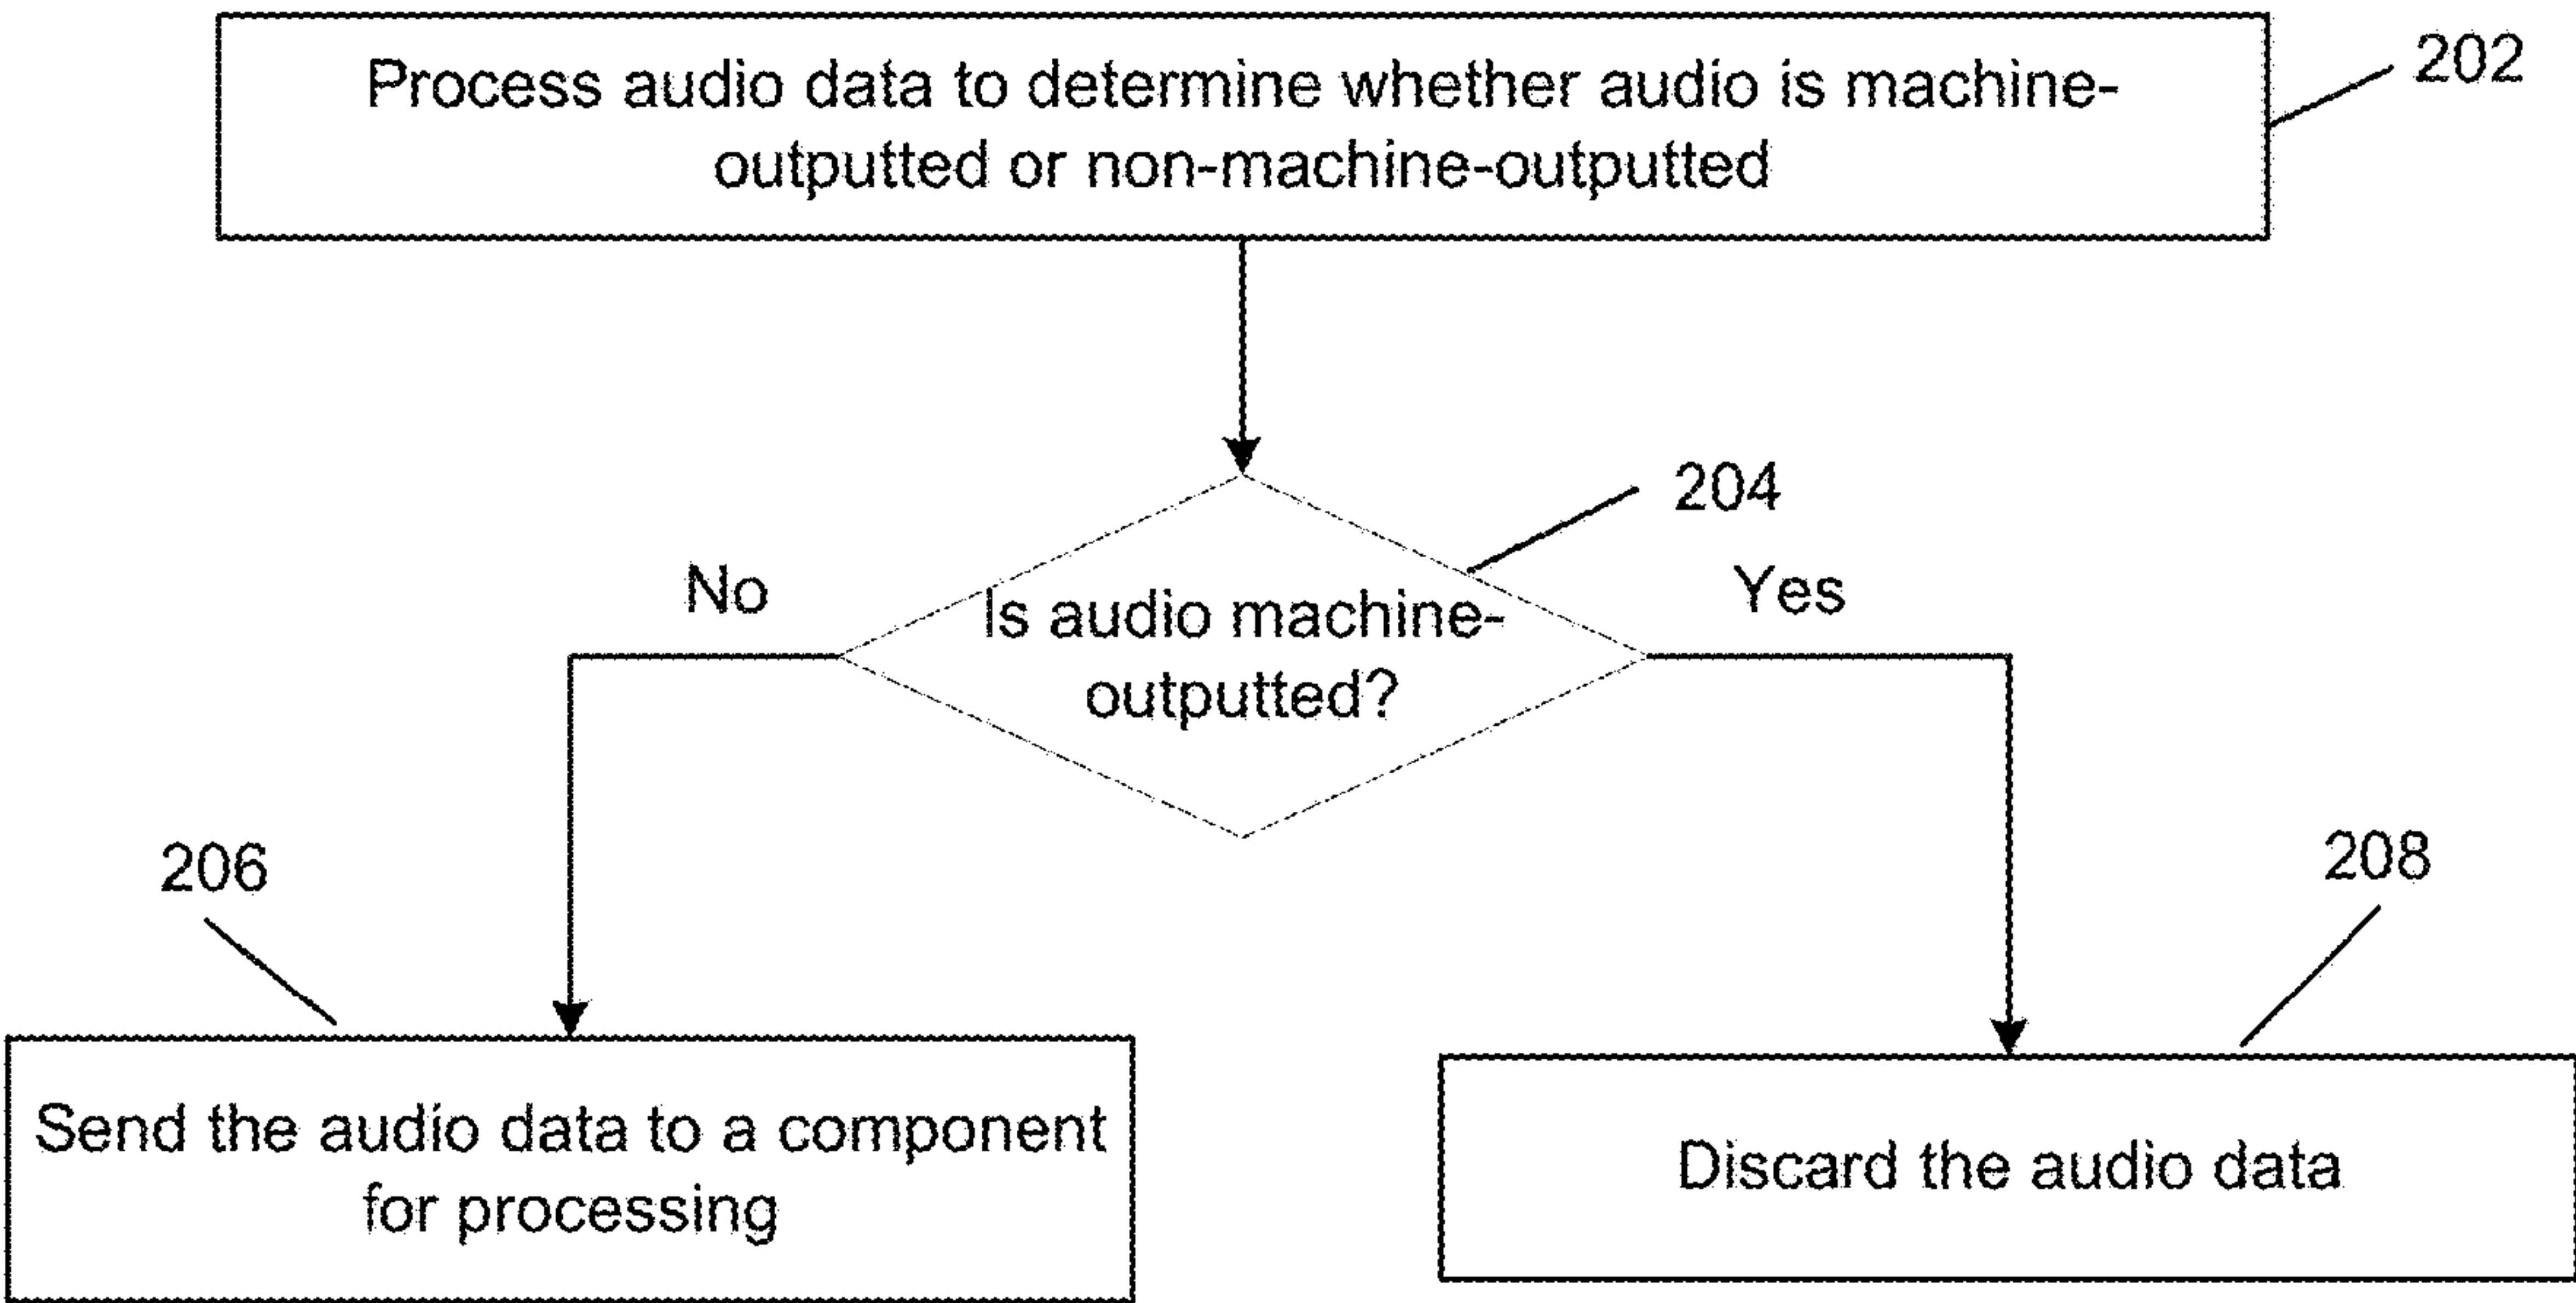 Process audio data to determine whether audio is machine-
outputted or non-machine-outputted
202
204
No
Yes
Is audio machine-
outputted?
206
208
Send the audio data to a component
for processing
Discard the audio data